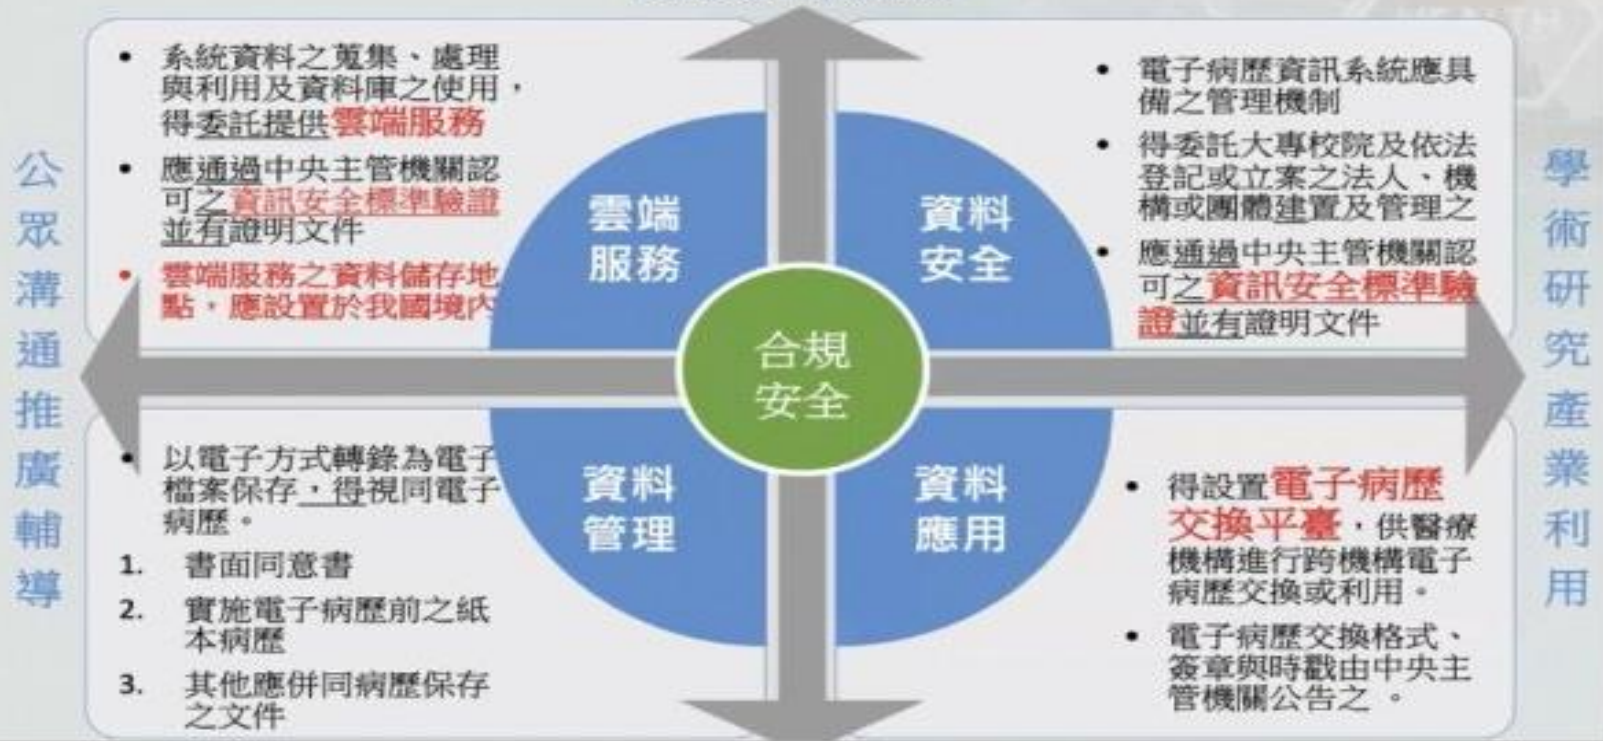 系統資料之蒐集、處理
與利用及資料庫之使用，
得委託提供雲端服務
應通過中央主管機關認
可之資訊安全標準驗證
並有證明文件
雲端服務之資料儲存地
點，應設置於我國境內
電子病歷資訊系統應具
備之管理機制
得委託大專校院及依法
登記或立案之法人、機
構或團體建置及管理之
應通過中央主管機關認
可之資訊安全標準驗
證並有證明文件
公眾溝通推廣輔導
雲端
服務
資料
安全
合規
安全
資料
管理
資料
應用
學術研究產業利用
以電子方式轉錄為電子
檔案保存，得視同電子
病歷。
1. 書面同意書
2. 實施電子病歷前之紙
本病歷
3. 其他應併同病歷保存
之文件
得設置電子病歷
交換平臺，供醫療
機構進行跨機構電子
病歷交換或利用。
電子病歷交換格式、
簽章與時戳由中央主
管機關公告之。